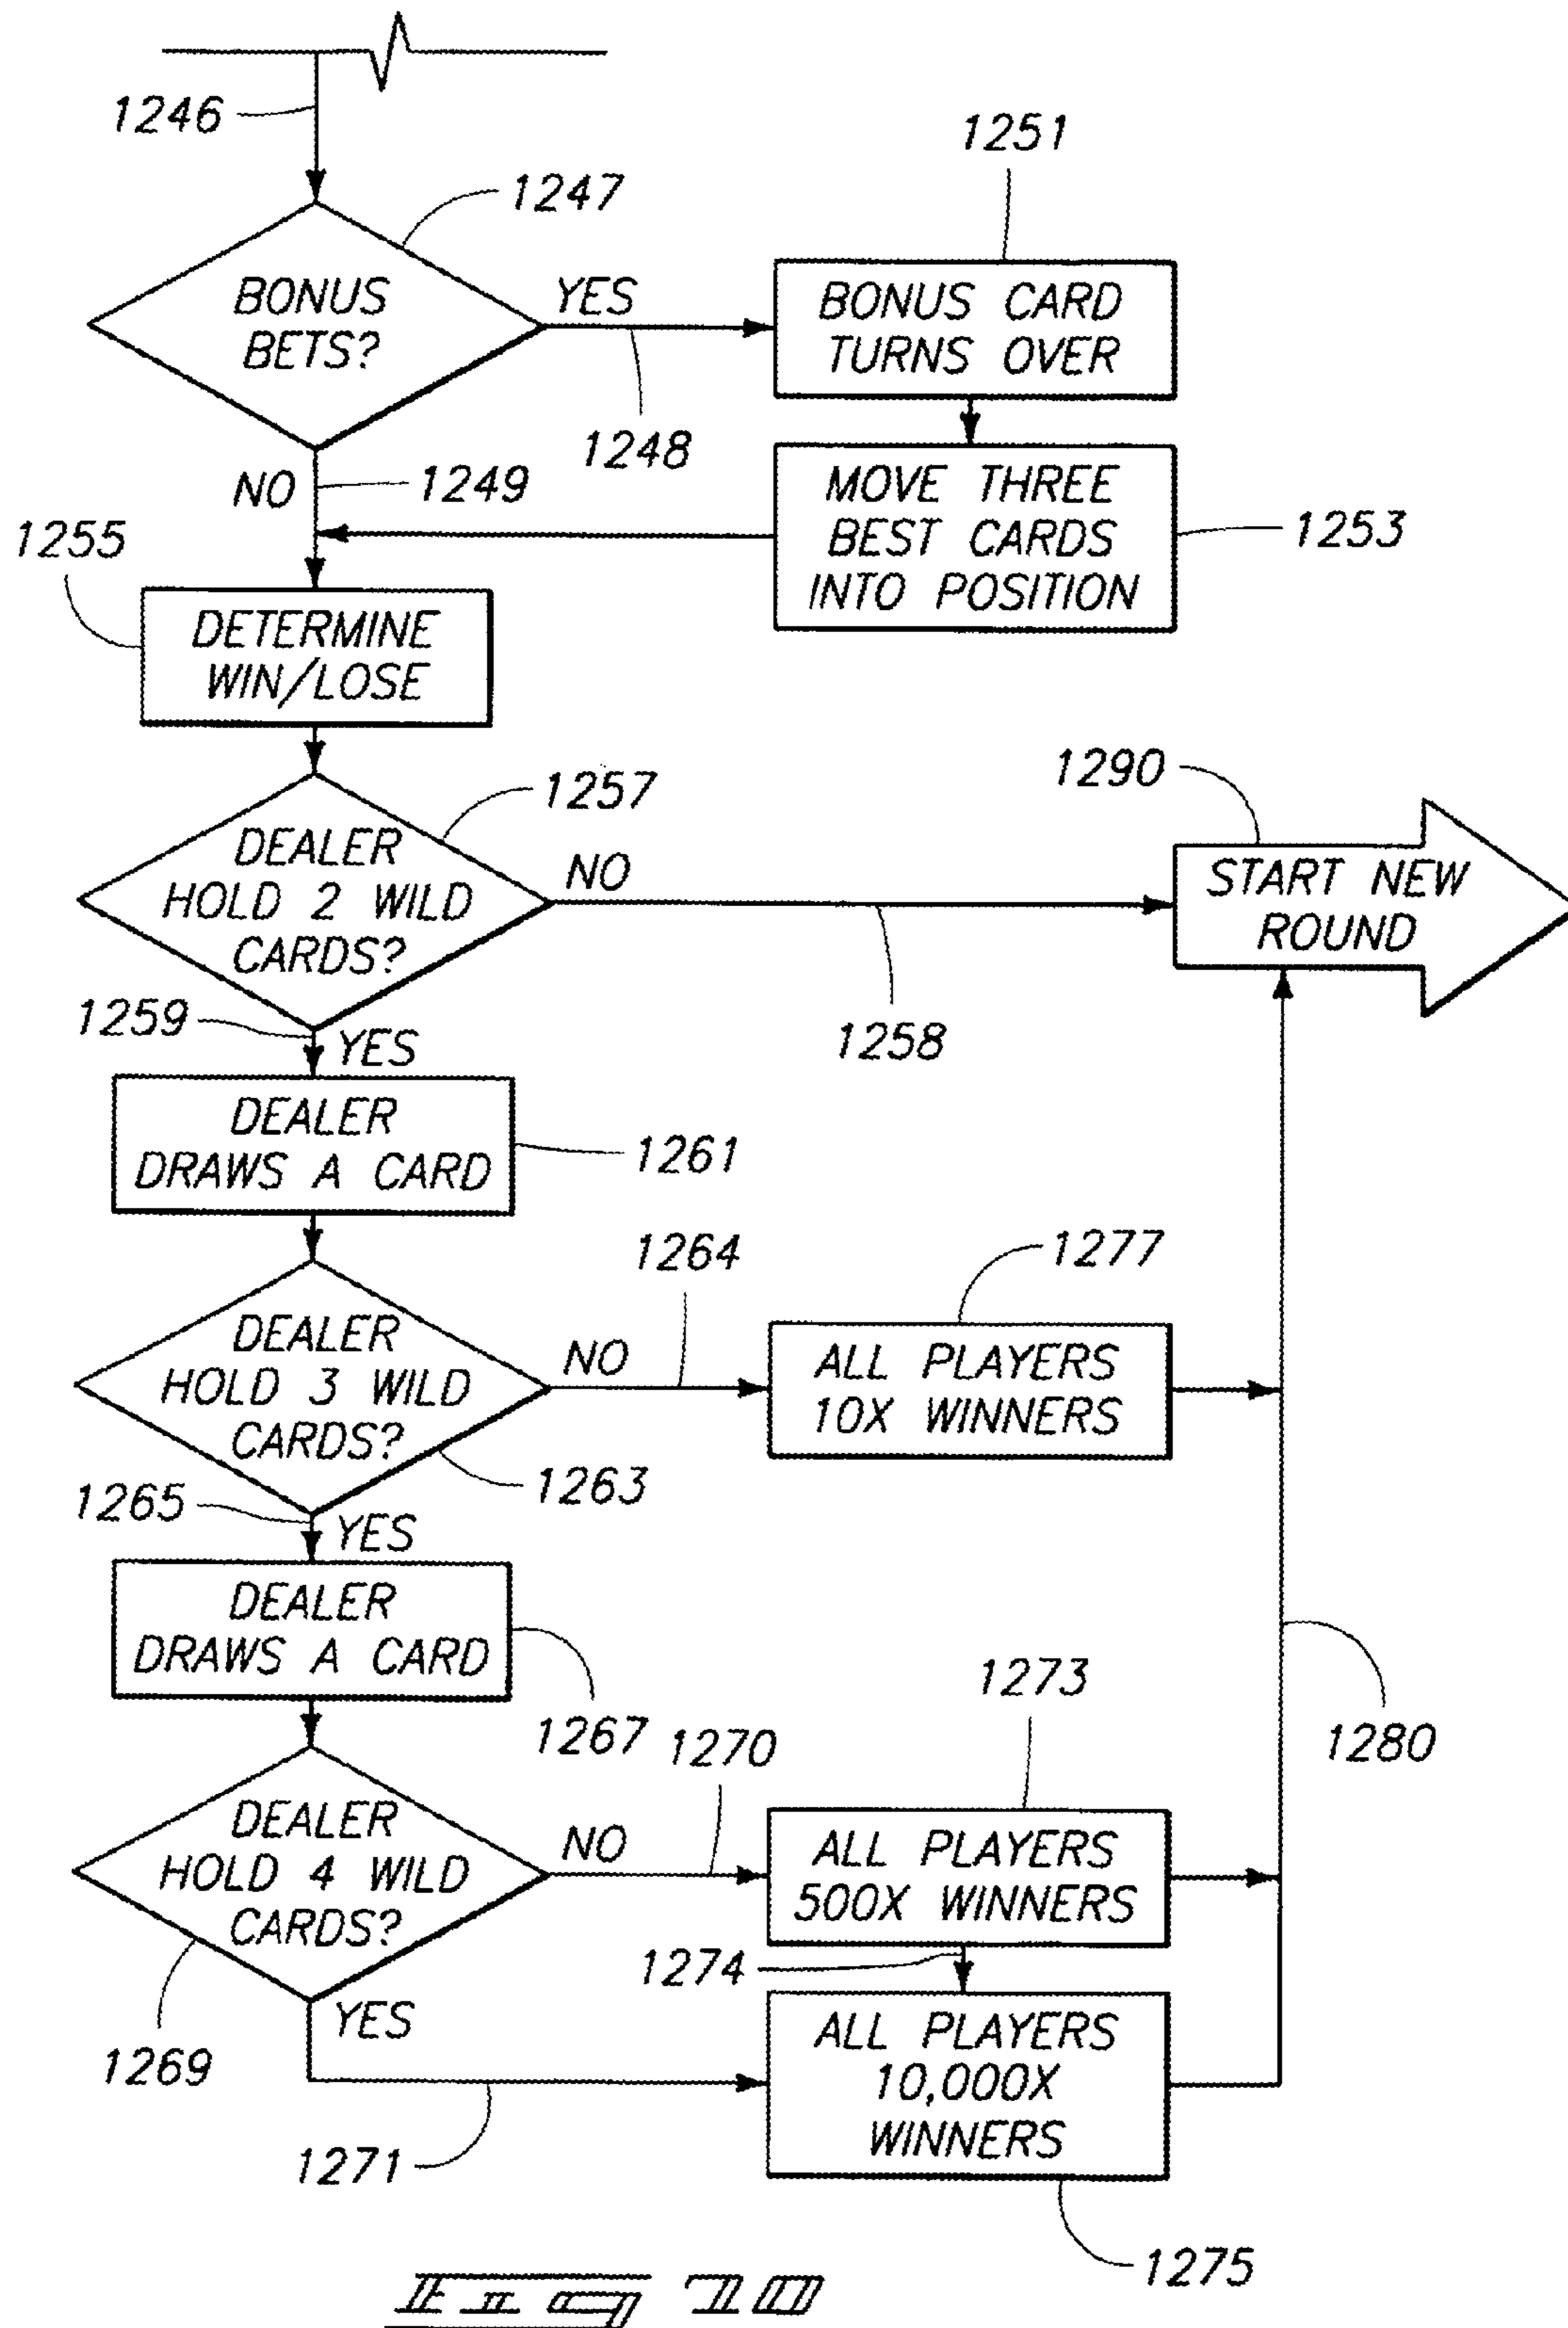 1246
1247
1251
BONUS
BETS?
YES
1248
BONUS CARD
TURNS OVER
NO
1249
MOVE THREE
BEST CARDS
INTO POSITION
1253
1255
DETERMINE
WIN/LOSE
1257
DEALER
HOLD 2 WILD
CARDS?
NO
1258
1290
START NEW
ROUND
1259
YES
DEALER
DRAWS A CARD
1261
1264
1277
DEALER
HOLD 3 WILD
CARDS?
NO
ALL PLAYERS
10X WINNERS
1263
1265
YES
DEALER
DRAWS A CARD
1267
1270
1273
1280
DEALER
HOLD 4 WILD
CARDS?
NO
ALL PLAYERS
500X WINNERS
1274
1269
YES
1271
ALL PLAYERS
10,000X
WINNERS
1275
Fig 10